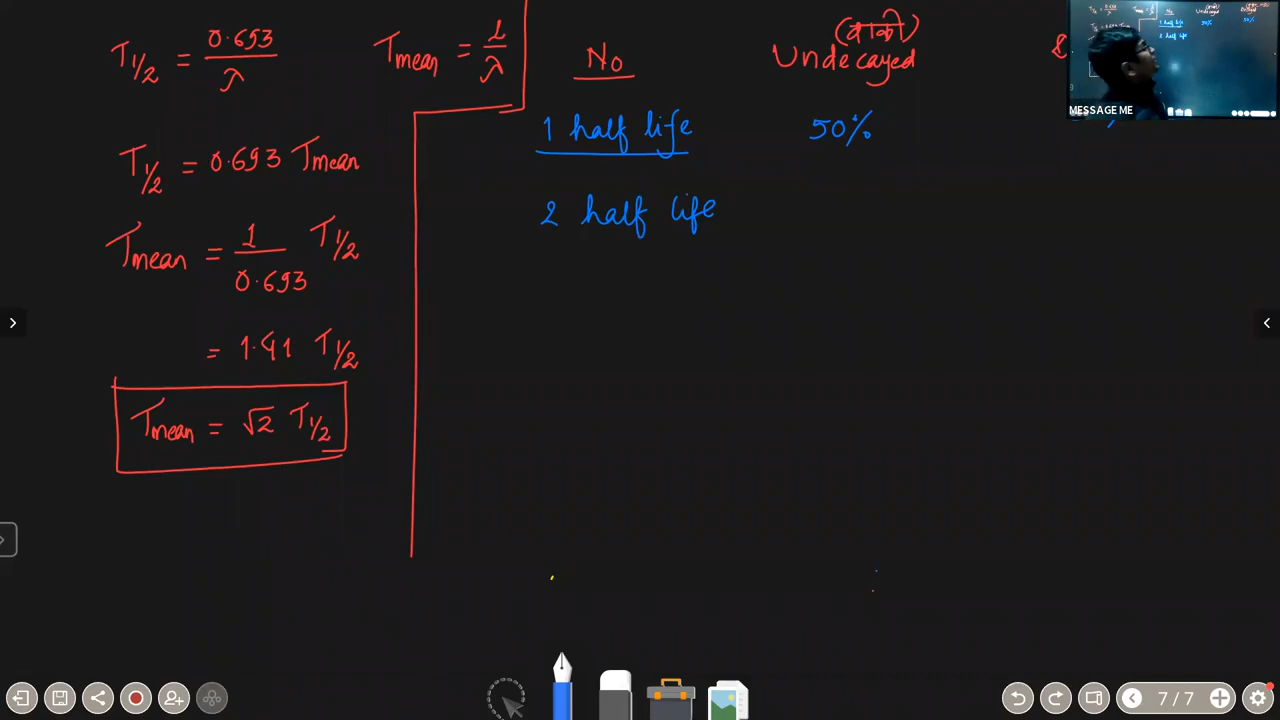 T1/2 = 0.693/λ
Tmean = 1/λ
T1/2 = 0.693 Tmean
Tmean = 1/0.693 T1/2
= 1.41 T1/2
Tmean = √2 T1/2
No
(बाकी)
Undecayed
1 half life 50%
2 half life
MESSAGE ME
7/7